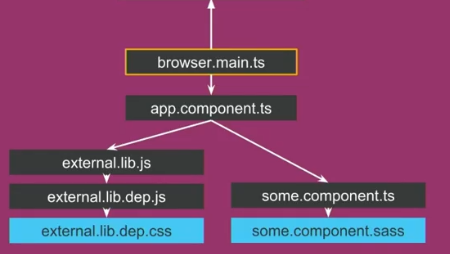 browser.main.ts
app.component.ts
external.lib.js
external.lib.dep.js
some.component.ts
external.lib.dep.css
some.component.sass